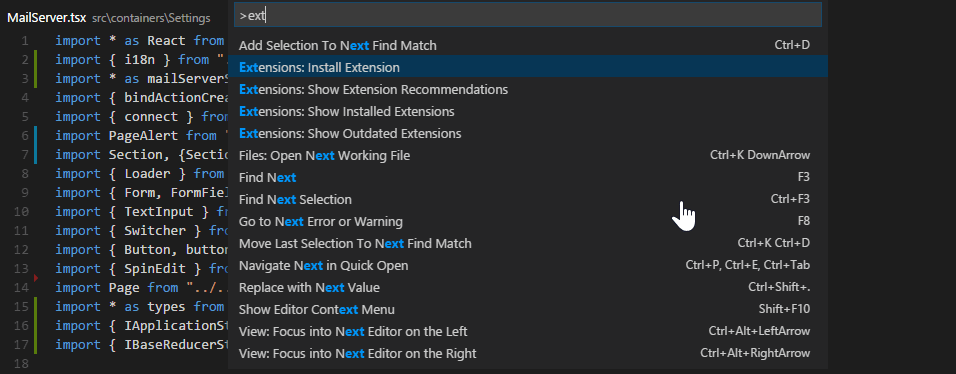 MailServer.tsx src\containers\Settings
>ext
Add Selection To Next Find Match Ctrl+D
Extensions: Install Extension
Extensions: Show Extension Recommendations
Extensions: Show Installed Extensions
Extensions: Show Outdated Extensions
Files: Open Next Working File Ctrl+K DownArrow
Find Next F3
Find Next Selection Ctrl+F3
Go to Next Error or Warning F8
Move Last Selection To Next Find Match Ctrl+K Ctrl+D
Navigate Next in Quick Open Ctrl+P, Ctrl+E, Ctrl+Tab
Replace with Next Value Ctrl+Shift+.
Show Editor Context Menu Shift+F10
View: Focus into Next Editor on the Left Ctrl+Alt+LeftArrow
View: Focus into Next Editor on the Right Ctrl+Alt+RightArrow
1 import * as React from
2 import { i18n } from "
3 import * as mailServer
4 import { bindActionCrea
5 import { connect } from
6 import PageAlert from
7 import Section, {Sectio
8 import { Loader } from
9 import { Form, FormFiel
10 import { TextInput } fr
11 import { Switcher } fro
12 import { Button, button
13 import { SpinEdit } fro
14 import Page from "../..
15 import * as types from
16 import { IApplicationSt
17 import { IBaseReducerSt
18